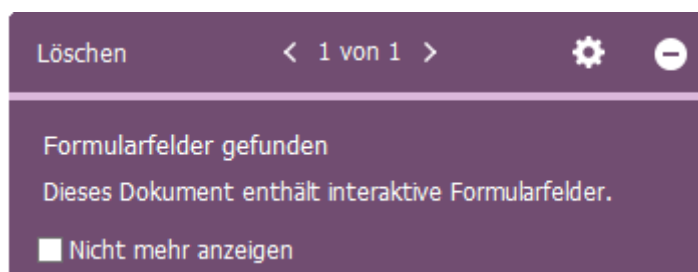 Löschen < 1 von 1 >
Formularfelder gefunden
Dieses Dokument enthält interaktive Formularfelder.
Nicht mehr anzeigen